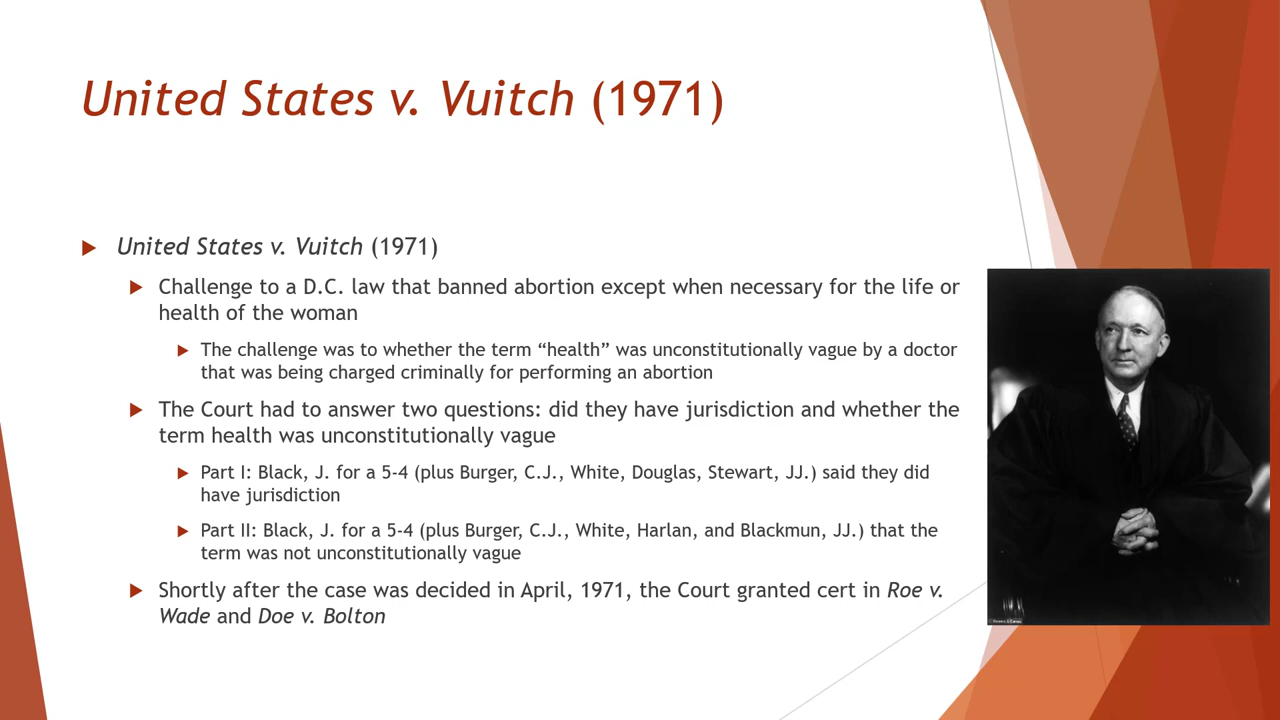 United States v. Vuitch (1971)
United States v. Vuitch (1971)
Challenge to a D.C. law that banned abortion except when necessary for the life or
health of the woman
The challenge was to whether the term “health” was unconstitutionally vague by a doctor
that was being charged criminally for performing an abortion
The Court had to answer two questions: did they have jurisdiction and whether the
term health was unconstitutionally vague
Part I: Black, J. for a 5-4 (plus Burger, C.J., White, Douglas, Stewart, JJ.) said they did
have jurisdiction
Part II: Black, J. for a 5-4 (plus Burger, C.J., White, Harlan, and Blackmun, JJ.) that the
term was not unconstitutionally vague
Shortly after the case was decided in April, 1971, the Court granted cert in Roe v.
Wade and Doe v. Bolton